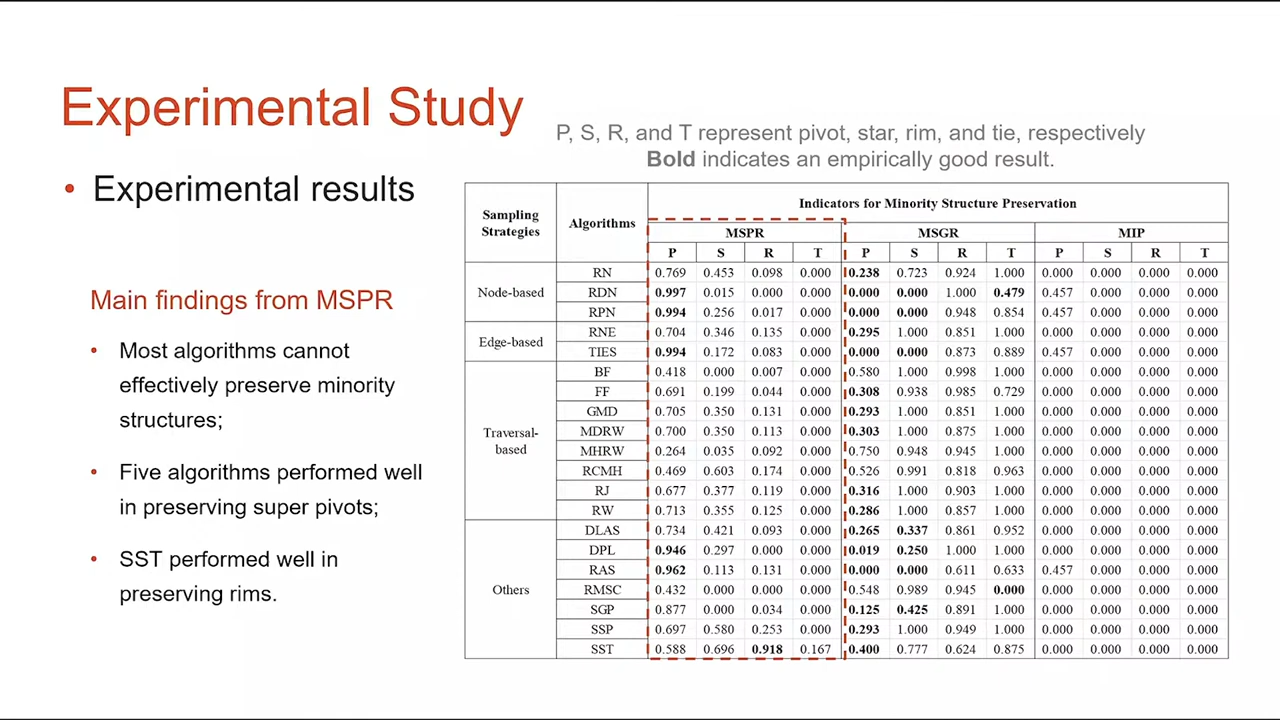 Experimental Study
P, S, R, and T represent pivot, star, rim, and tie, respectively
Bold indicates an empirically good result.
• Experimental results
Main findings from MSPR
• Most algorithms cannot
effectively preserve minority
structures;
• Five algorithms performed well
in preserving super pivots;
• SST performed well in
preserving rims.
Sampling Strategies Algorithms Indicators for Minority Structure Preservation
MSPR MSGR MIP
P S R T P S R T P S R T
Node-based
RN 0.769 0.453 0.098 0.000 0.238 0.723 0.924 1.000 0.000 0.000 0.000 0.000
RDN 0.997 0.015 0.000 0.000 0.000 0.000 1.000 0.479 0.457 0.000 0.000 0.000
RPN 0.994 0.256 0.017 0.000 0.000 0.000 0.948 0.854 0.457 0.000 0.000 0.000
Edge-based
RNE 0.704 0.346 0.135 0.000 0.295 1.000 0.851 1.000 0.000 0.000 0.000 0.000
TIES 0.994 0.172 0.083 0.000 0.000 0.000 0.873 0.889 0.457 0.000 0.000 0.000
Traversal-based
BF 0.418 0.000 0.007 0.000 0.580 1.000 0.998 1.000 0.000 0.000 0.000 0.000
FF 0.691 0.199 0.044 0.000 0.308 0.938 0.985 0.729 0.000 0.000 0.000 0.000
GMD 0.705 0.350 0.131 0.000 0.293 1.000 0.851 1.000 0.000 0.000 0.000 0.000
MDRW 0.700 0.350 0.113 0.000 0.303 1.000 0.875 1.000 0.000 0.000 0.000 0.000
MHRW 0.264 0.035 0.092 0.000 0.750 0.948 0.945 1.000 0.000 0.000 0.000 0.000
RCMH 0.469 0.603 0.174 0.000 0.526 0.991 0.818 0.963 0.000 0.000 0.000 0.000
RJ 0.677 0.377 0.119 0.000 0.316 1.000 0.903 1.000 0.000 0.000 0.000 0.000
RW 0.713 0.355 0.125 0.000 0.286 1.000 0.857 1.000 0.000 0.000 0.000 0.000
Others
DLAS 0.734 0.421 0.093 0.000 0.265 0.337 0.861 0.952 0.000 0.000 0.000 0.000
DPL 0.946 0.297 0.000 0.000 0.019 0.250 1.000 1.000 0.000 0.000 0.000 0.000
RAS 0.962 0.113 0.131 0.000 0.000 0.000 0.611 0.633 0.457 0.000 0.000 0.000
RMSC 0.432 0.000 0.000 0.000 0.548 0.989 0.945 0.000 0.000 0.000 0.000 0.000
SGP 0.877 0.000 0.034 0.000 0.125 0.425 0.891 1.000 0.000 0.000 0.000 0.000
SSP 0.697 0.580 0.253 0.000 0.293 1.000 0.949 1.000 0.000 0.000 0.000 0.000
SST 0.588 0.696 0.918 0.167 0.400 0.777 0.624 0.875 0.000 0.000 0.000 0.000